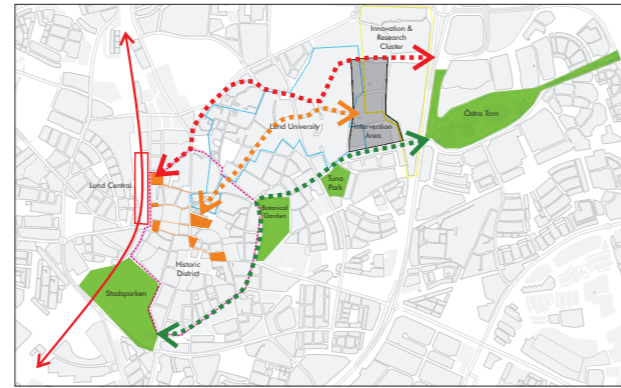 Innovation &
Research
Cluster
Östra Torn
Lund University
Intervention
Area
Tuna
Park
Lund Central
Botanical
Garden
Historic
District
Stadsparken